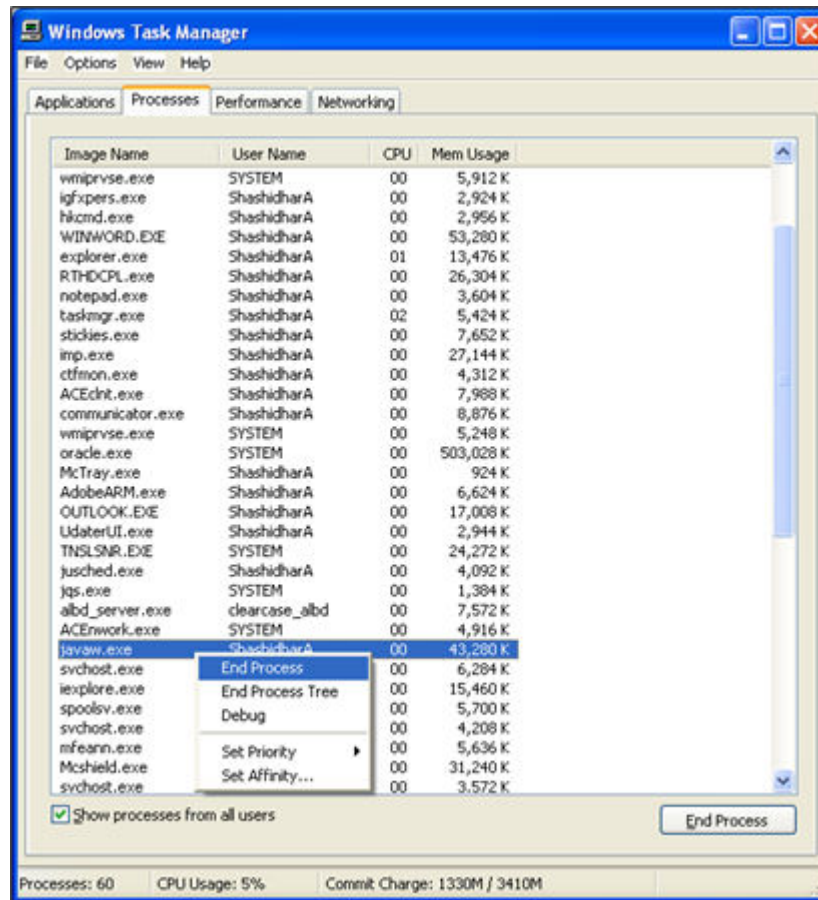 Windows Task Manager
File Options View Help
Applications Processes Performance Networking
Image Name User Name CPU Mem Usage
wmiprvse.exe SYSTEM 00 5,912 K
igfxpers.exe ShashidharA 00 2,924 K
hkcmd.exe ShashidharA 00 2,956 K
WINWORD.EXE ShashidharA 00 53,280 K
explorer.exe ShashidharA 01 13,476 K
RTHDCPL.exe ShashidharA 00 26,304 K
notepad.exe ShashidharA 00 3,604 K
taskmgr.exe ShashidharA 02 5,424 K
stickies.exe ShashidharA 00 7,652 K
imp.exe ShashidharA 00 27,144 K
ctfmon.exe ShashidharA 00 4,312 K
ACEclnt.exe ShashidharA 00 7,988 K
communicator.exe ShashidharA 00 8,876 K
wmiprvse.exe SYSTEM 00 5,248 K
oracle.exe SYSTEM 00 503,028 K
McTray.exe ShashidharA 00 924 K
AdobeARM.exe ShashidharA 00 6,624 K
OUTLOOK.EXE ShashidharA 00 17,008 K
UdaterUI.exe ShashidharA 00 2,944 K
TNSLSNR.EXE SYSTEM 00 24,272 K
jusched.exe ShashidharA 00 4,092 K
jqs.exe SYSTEM 00 1,384 K
albd_server.exe clearcase_albd 00 7,572 K
ACEnwork.exe SYSTEM 00 4,916 K
javaw.exe ShashidharA 00 43,280 K
svchost.exe 00 6,284 K
iexplore.exe 00 15,460 K
spoolsv.exe 00 5,700 K
svchost.exe 00 4,208 K
mfeann.exe 00 5,636 K
Mcshield.exe 00 31,240 K
svchost.exe 00 3,572 K
End Process
End Process Tree
Debug
Set Priority
Set Affinity...
Show processes from all users
End Process
Processes: 60 CPU Usage: 5% Commit Charge: 1330M / 3410M